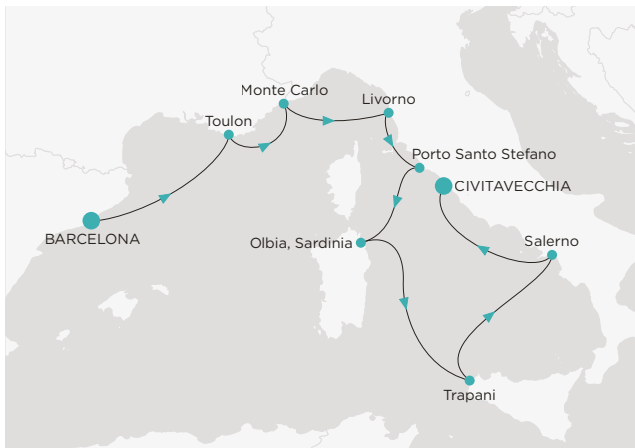 Monte Carlo
Livorno
Toulon
Porto Santo Stefano
CIVITAVECCHIA
BARCELONA
Olbia, Sardinia
Salerno
Trapani